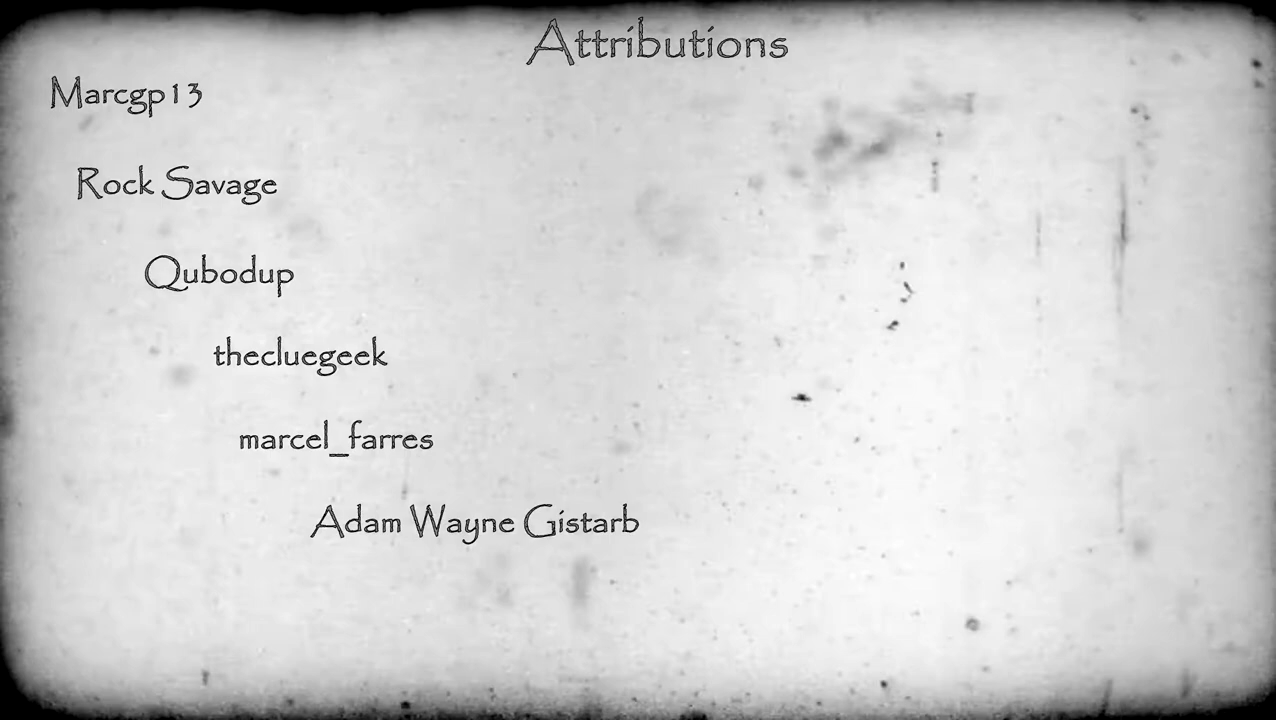 Attributions
Marcgp13
Rock Savage
Qubodup
thecluegeek
marcel_farres
Adam Wayne Gistarb